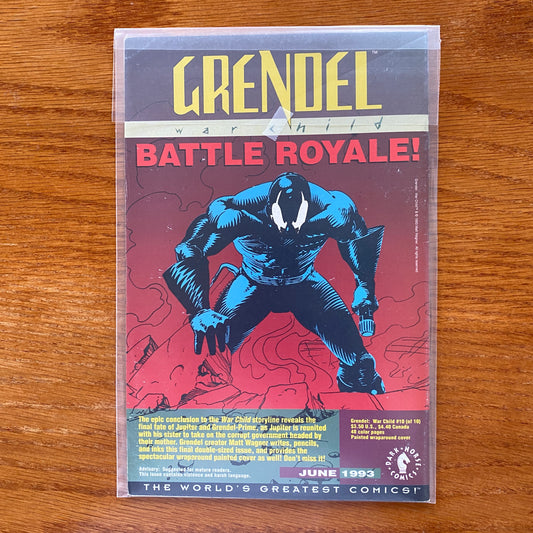 GRENDEL™
war child
BATTLE ROYALE!
The epic conclusion to the War Child storyline reveals the
final fate of Jupiter and Grendel-Prime, as Jupiter is reunited
with his sister to take on the corrupt government headed by
their mother. Grendel creator Matt Wagner writes, pencils,
and inks this final double-sized issue, and provides the
spectacular wraparound painted cover as well! Don't miss it!
Advisory: Suggested for mature readers.
This issue contains violence and harsh language.
Grendel: War Child #10 (of 10)
$3.50 U.S., $4.40 Canada
48 color pages
Painted wraparound cover
JUNE 1993
DARK HORSE COMICS
THE WORLD'S GREATEST COMICS!™